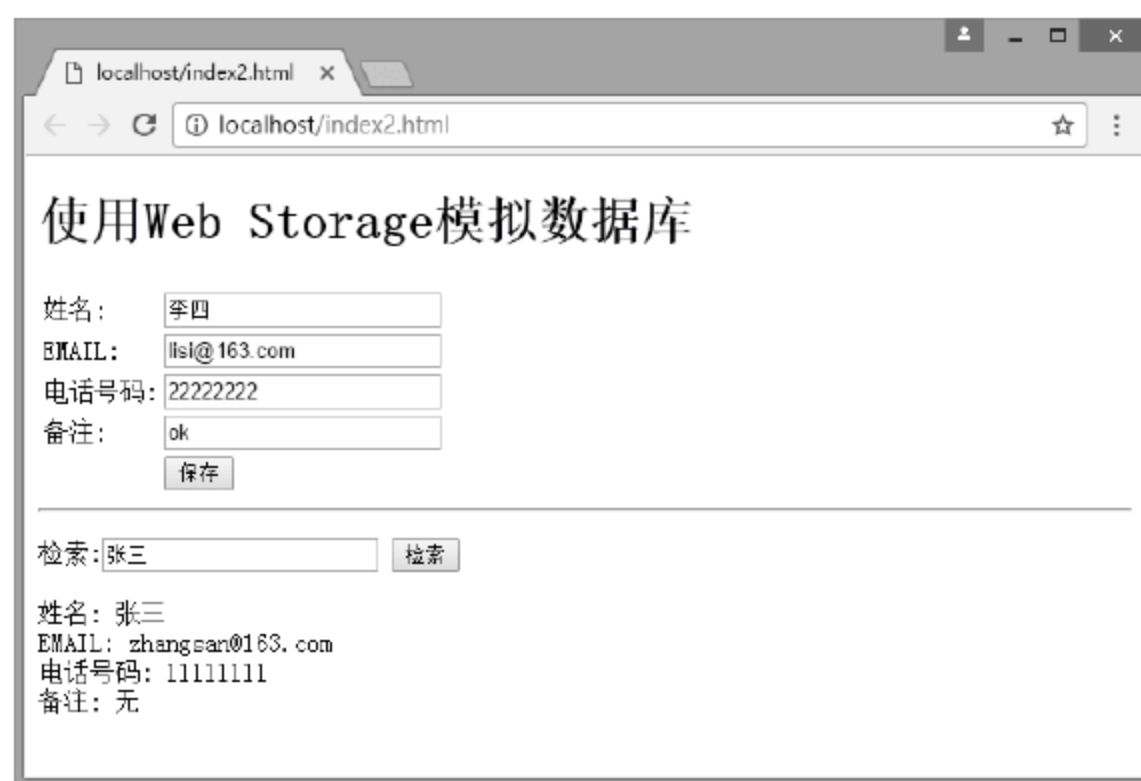 localhost/index2.html
localhost/index2.html
使用Web Storage模拟数据库
姓名: 李四
EMAIL: lisi@163.com
电话号码: 22222222
备注: ok
保存
检索: 张三 检索
姓名: 张三
EMAIL: zhangsan@163.com
电话号码: 11111111
备注: 无